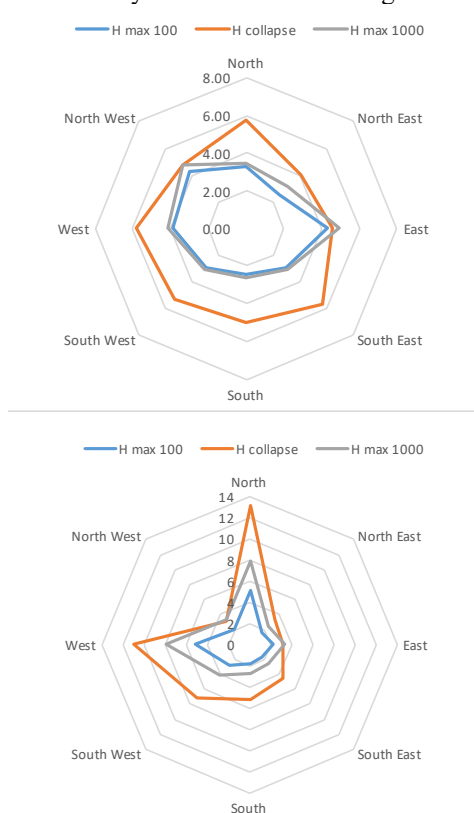 H max 100 H collapse H max 1000
North
8.00
6.00
North West North East
4.00
2.00
West 0.00 East
South West South East
South
H max 100 H collapse H max 1000
North
14
12
North West North East
10
8
6
4
2
West 0 East
South West South East
South